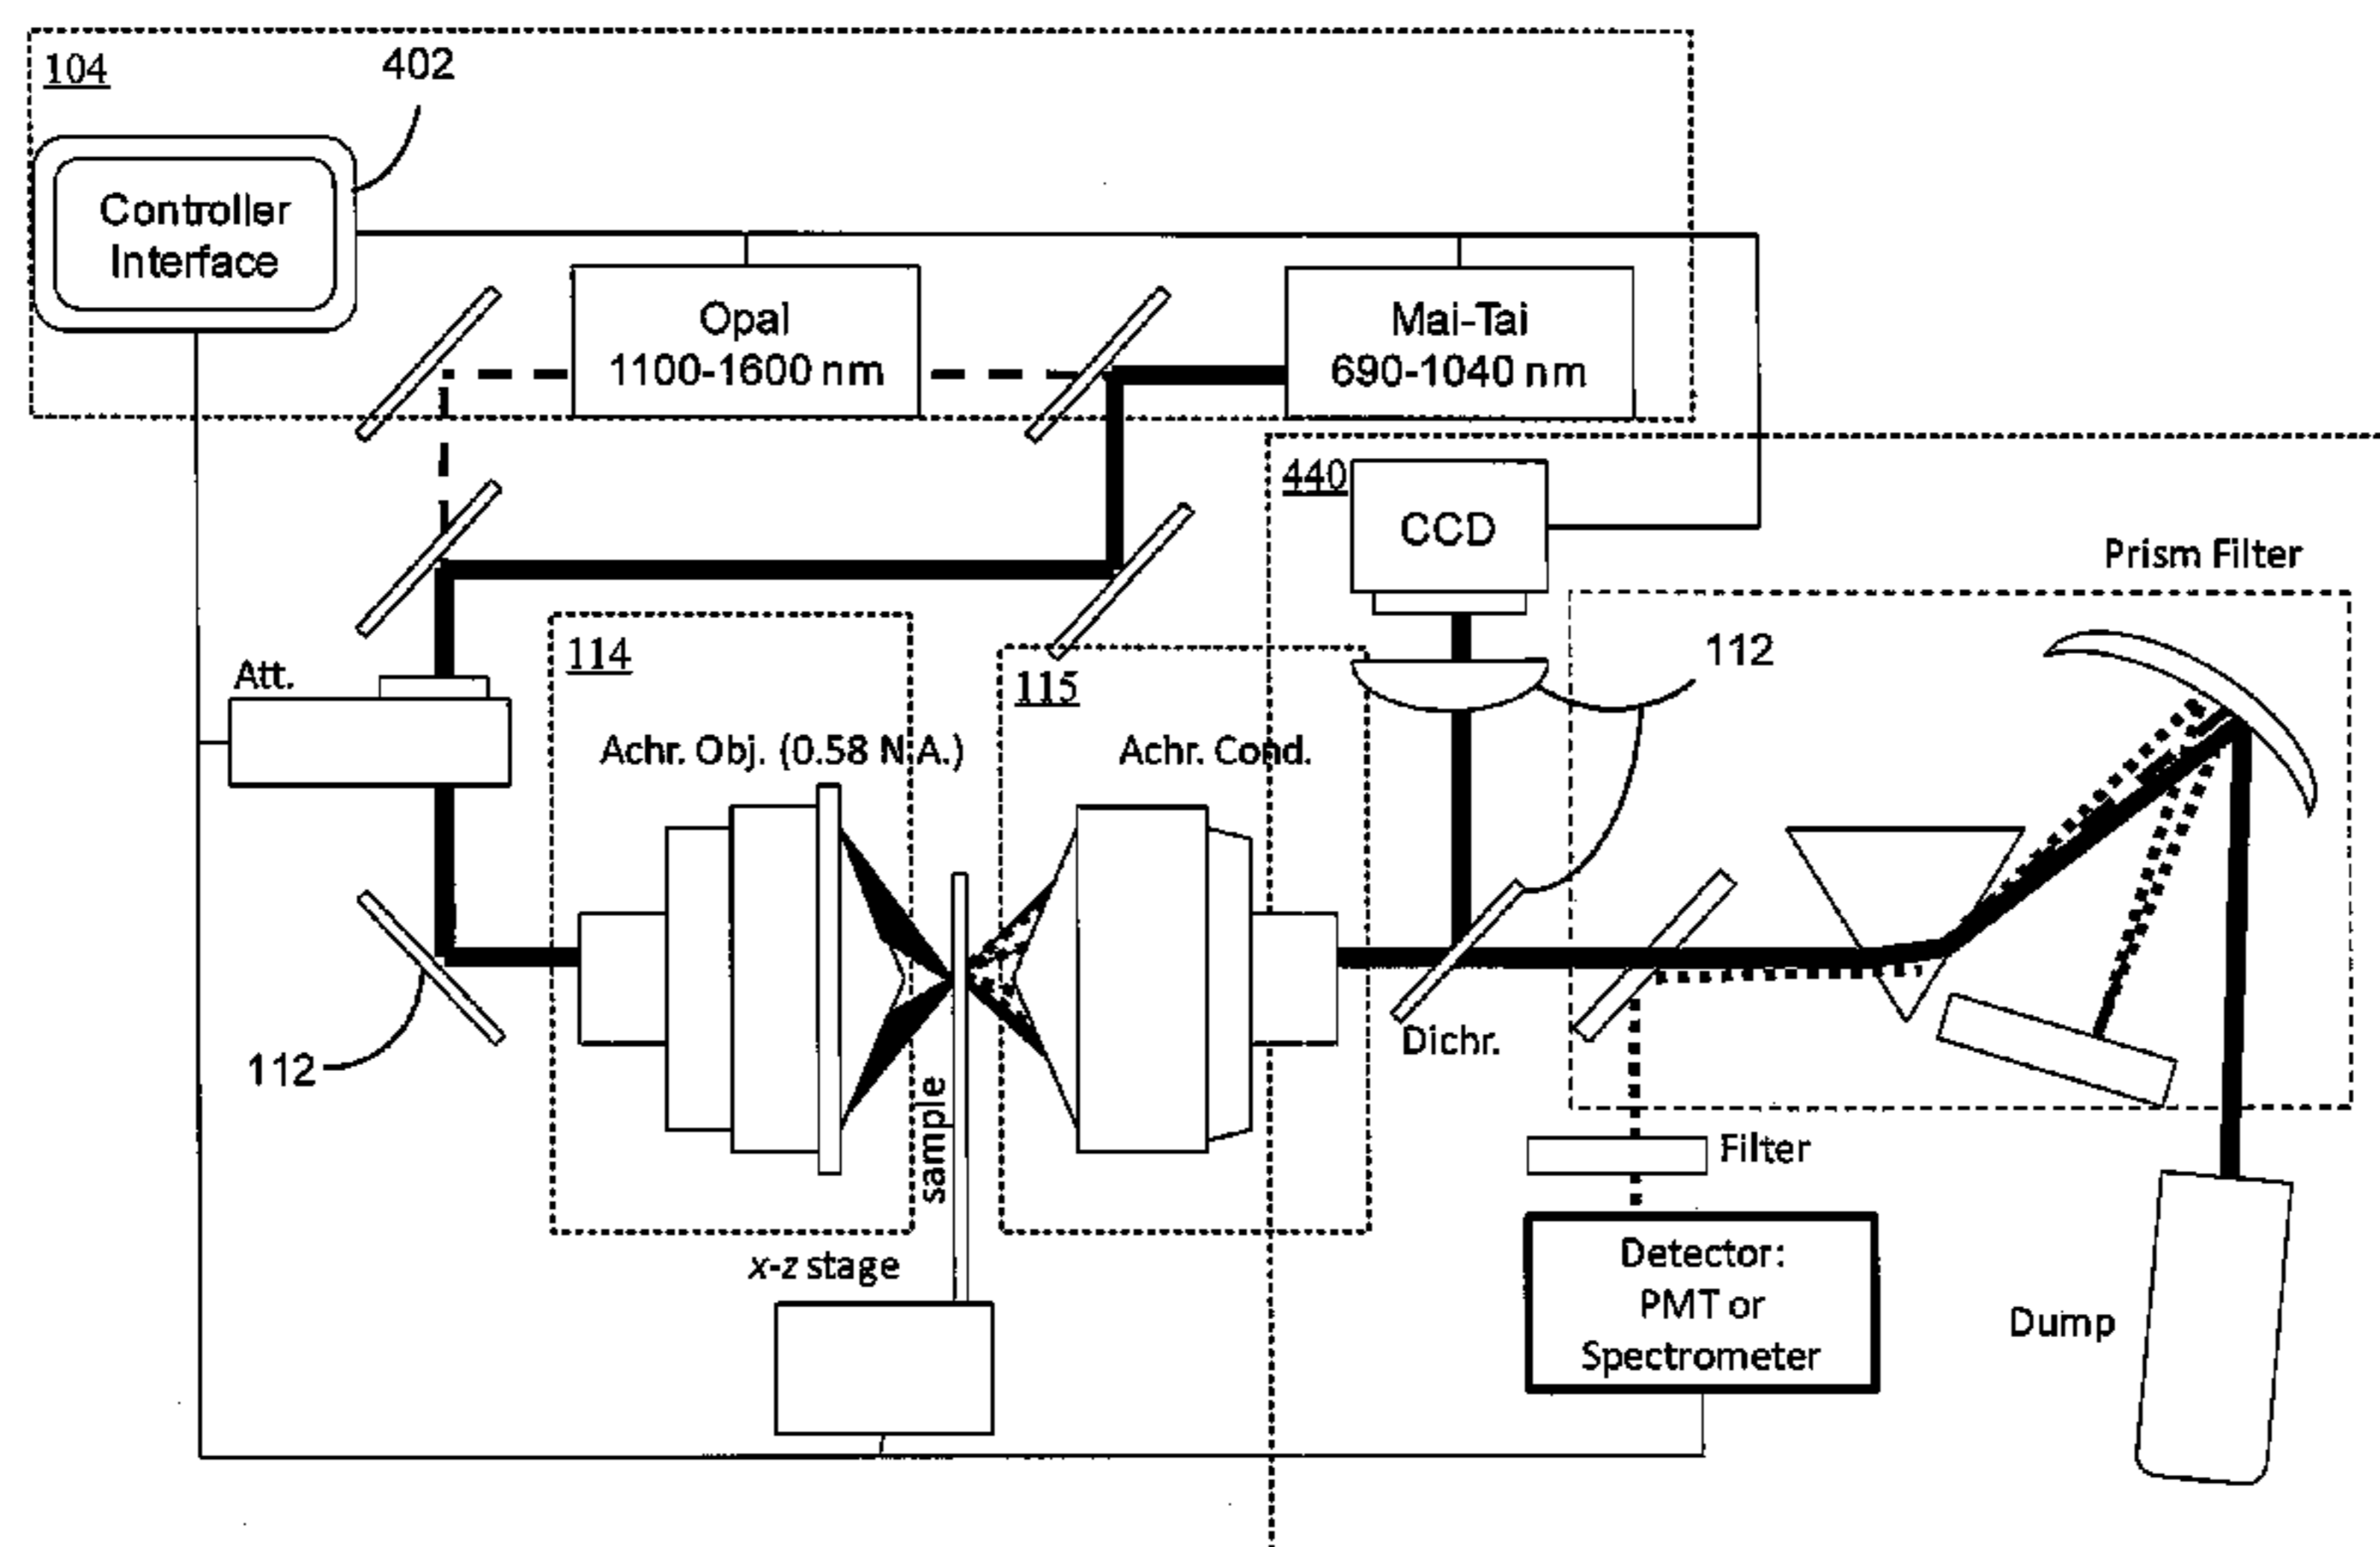 104
402
Controller
Interface
Opal
1100-1600 nm
Mai-Tai
690-1040 nm
440
CCD
Prism Filter
112
114
115
Att.
Achr. Obj. (0.58 N.A.)
Achr. Cond.
112
Dichr.
sample
Filter
x-z stage
Detector:
PMT or
Spectrometer
Dump